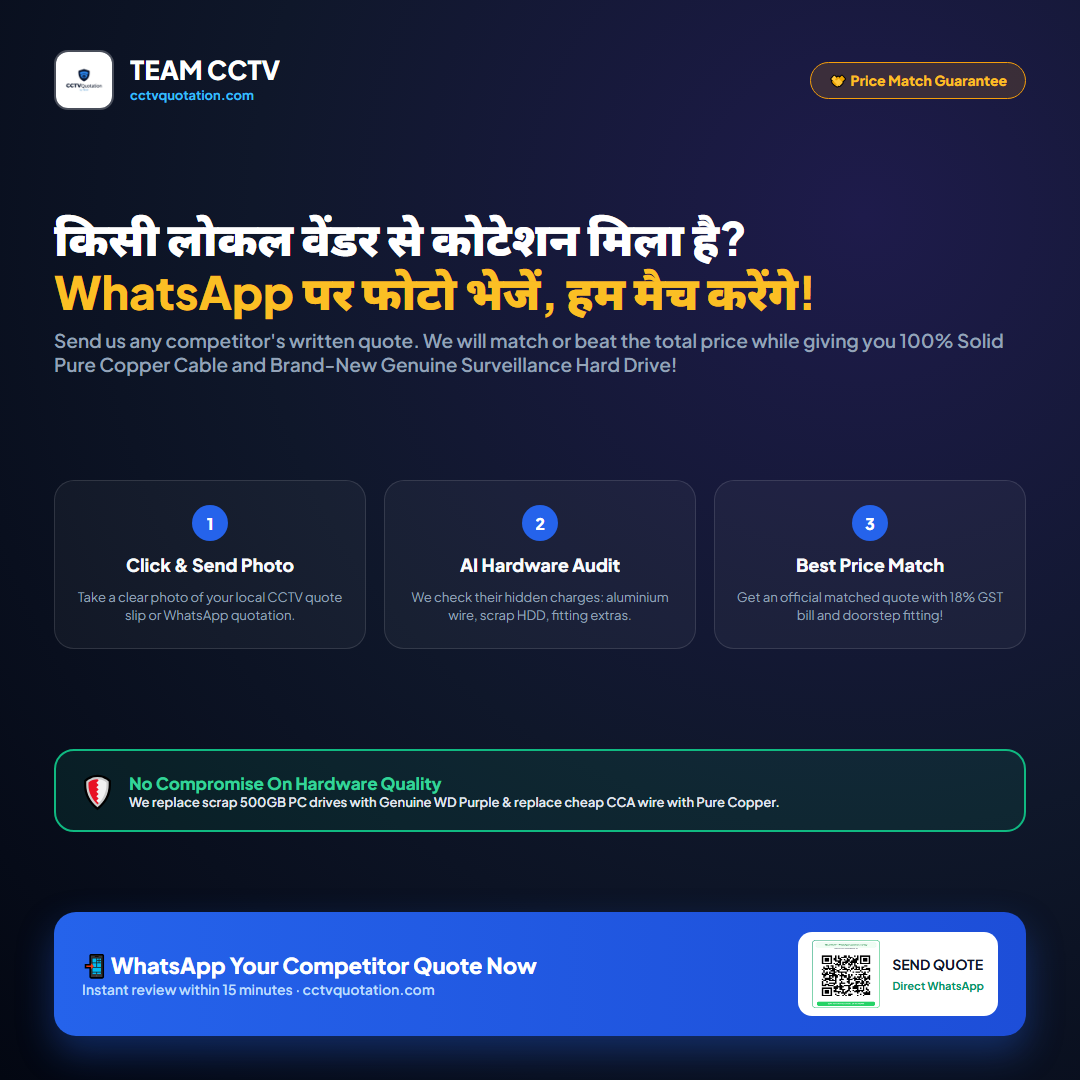 CCTVQuotation
TEAM CCTV
cctvquotation.com
Price Match Guarantee
किसी लोकल वेंडर से कोटेशन मिला है?
WhatsApp पर फोटो भेजें, हम मैच करेंगे!
Send us any competitor's written quote. We will match or beat the total price while giving you 100% Solid
Pure Copper Cable and Brand-New Genuine Surveillance Hard Drive!
1
Click & Send Photo
Take a clear photo of your local CCTV quote
slip or WhatsApp quotation.
2
AI Hardware Audit
We check their hidden charges: aluminium
wire, scrap HDD, fitting extras.
3
Best Price Match
Get an official matched quote with 18% GST
bill and doorstep fitting!
No Compromise On Hardware Quality
We replace scrap 500GB PC drives with Genuine WD Purple & replace cheap CCA wire with Pure Copper.
WhatsApp Your Competitor Quote Now
Instant review within 15 minutes · cctvquotation.com
SEND QUOTE
Direct WhatsApp